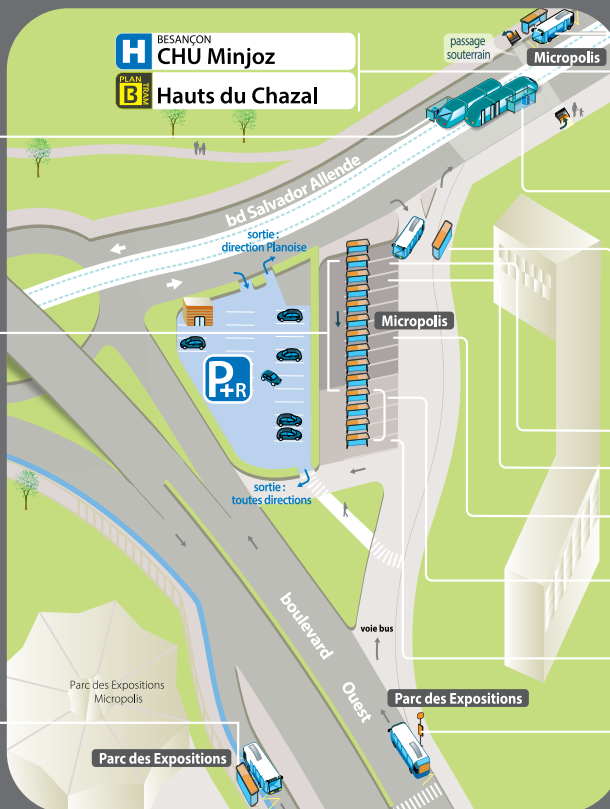 H
BESANÇON
CHU Minjoz
PLAN B TRAM
Hauts du Chazal
passage
souterrain
Micropolis
bd Salvador Allende
sortie :
direction Planoise
Micropolis
P+R
sortie :
toutes directions
boulevard
Ouest
voie bus
Parc des Expositions
Micropolis
Parc des Expositions
Parc des Expositions